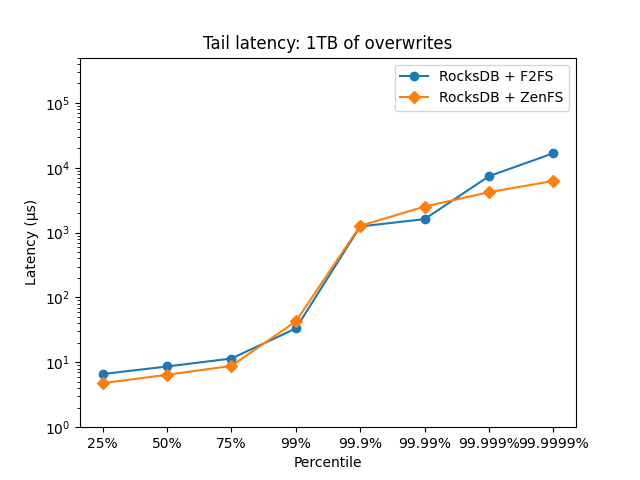 Tail latency: 1TB of overwrites
RocksDB + F2FS
RocksDB + ZenFS
10⁵
10⁴
10³
10²
10¹
10⁰
Latency (µs)
25% 50% 75% 99% 99.9% 99.99% 99.999% 99.9999%
Percentile